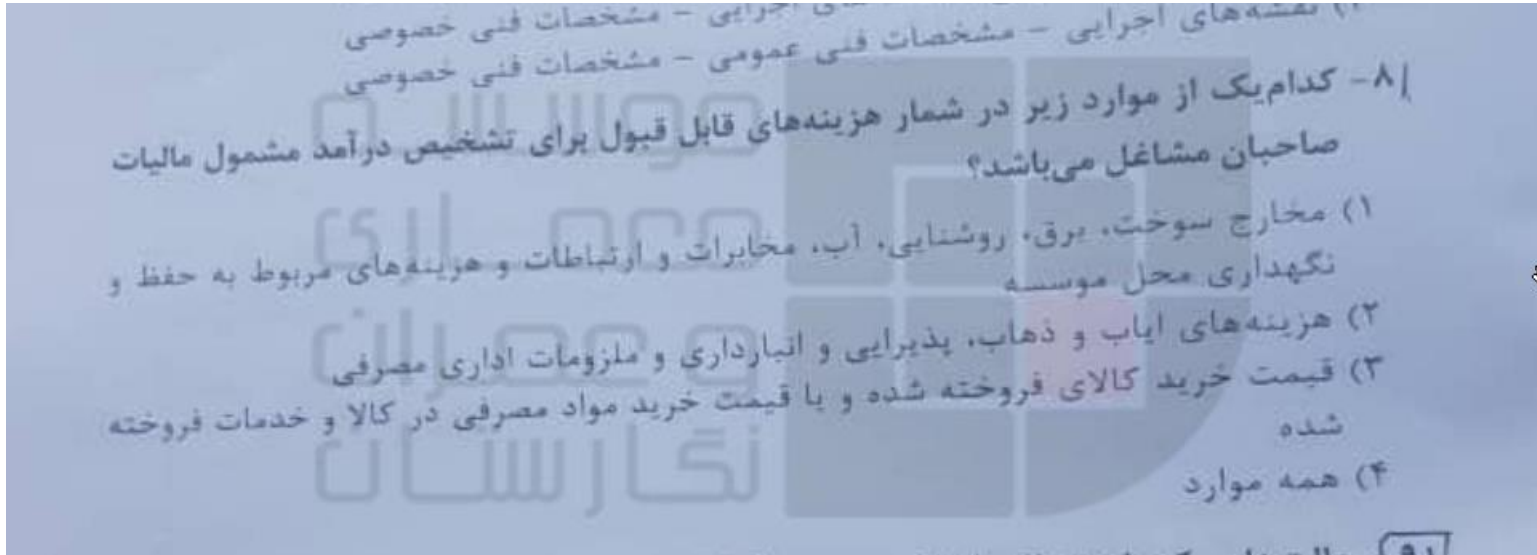 اجرایی - مشخصات فنی خصوصی
نقشه‌های اجرایی - مشخصات فنی عمومی - مشخصات فنی خصوصی
۸- کدام‌یک از موارد زیر در شمار هزینه‌های قابل قبول برای تشخیص درآمد مشمول مالیات
صاحبان مشاغل می‌باشد؟
۱) مخارج سوخت، برق، روشنایی، آب، مخابرات و ارتباطات و هزینه‌های مربوط به حفظ و
نگهداری محل موسسه
۲) هزینه‌های ایاب و ذهاب، پذیرایی و انبارداری و ملزومات اداری مصرفی
۳) قیمت خرید کالای فروخته شده و یا قیمت خرید مواد مصرفی در کالا و خدمات فروخته
شده
۴) همه موارد
موسسه
معماری
و عمران
نگارستان